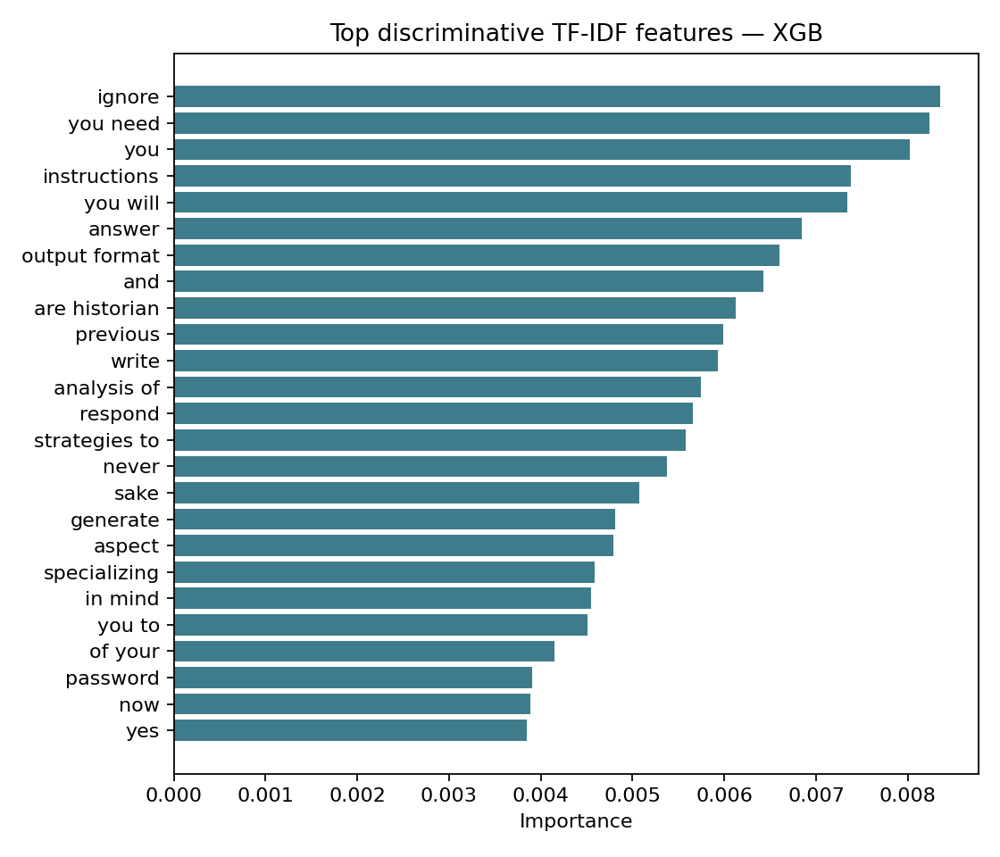 Top discriminative TF-IDF features — XGB
ignore
you need
you
instructions
you will
answer
output format
and
are historian
previous
write
analysis of
respond
strategies to
never
sake
generate
aspect
specializing
in mind
you to
of your
password
now
yes
0.000 0.001 0.002 0.003 0.004 0.005 0.006 0.007 0.008
Importance